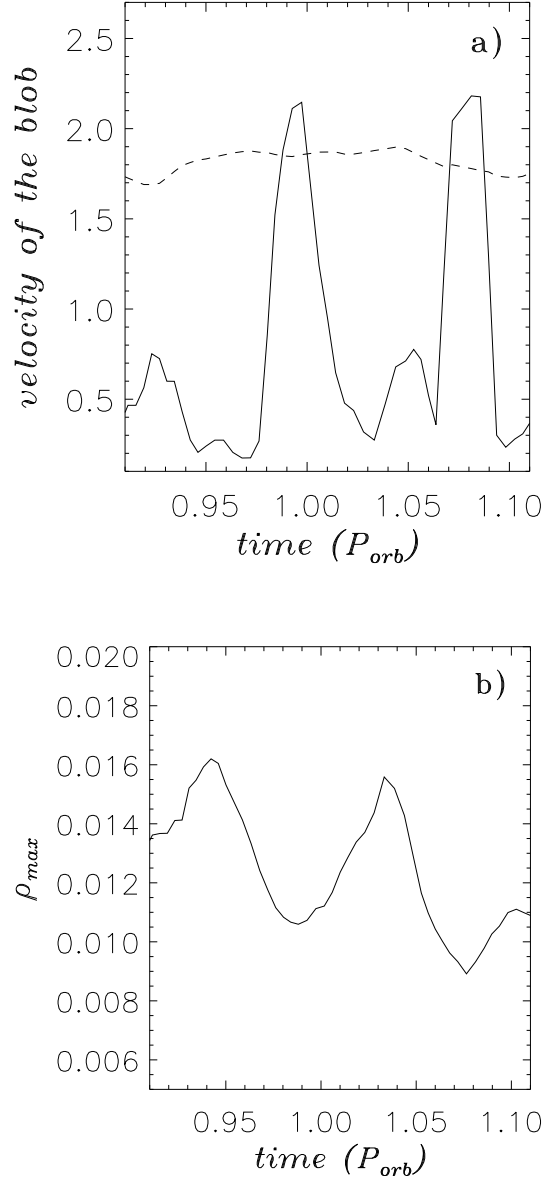 a)
2.5
2.0
1.5
1.0
0.5
velocity of the blob
0.95 1.00 1.05 1.10
time (P_orb)
b)
0.020
0.018
0.016
0.014
0.012
0.010
0.008
0.006
ρ_max
0.95 1.00 1.05 1.10
time (P_orb)